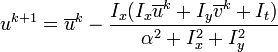 $u^{k+1} = \overline{u}^{k} - \frac{I_x(I_x\overline{u}^{k} + I_y\overline{v}^{k} + I_t)}{\alpha^2 + I_x^2 + I_y^2}$